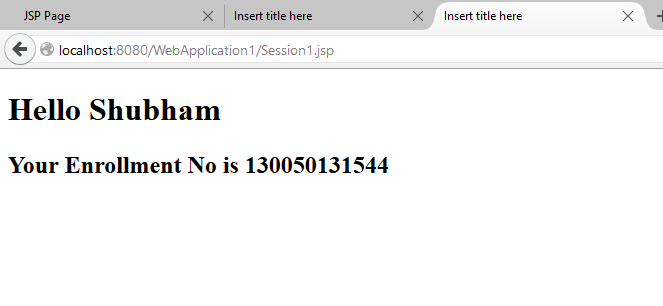 JSP Page
Insert title here
Insert title here
localhost:8080/WebApplication1/Session1.jsp
Hello Shubham
Your Enrollment No is 130050131544